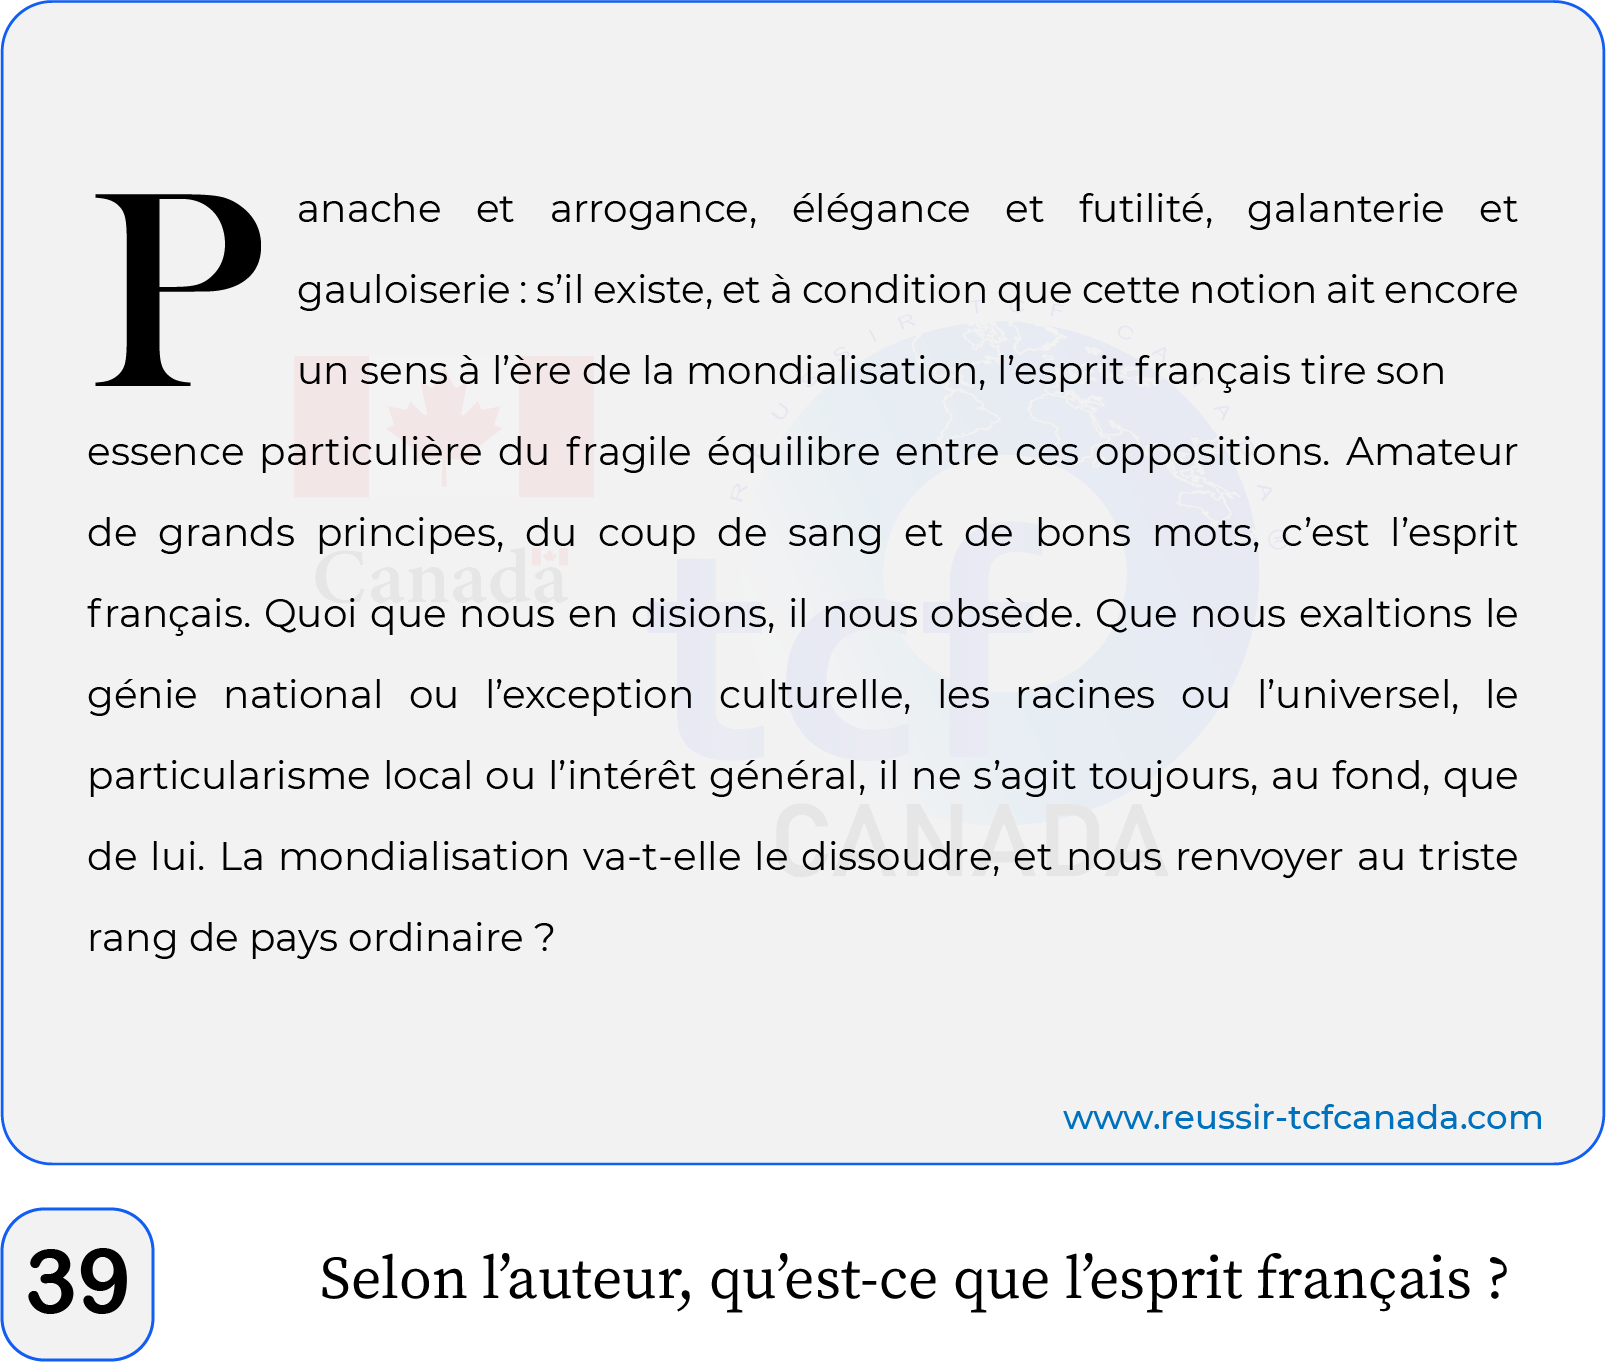 Panache et arrogance, élégance et futilité, galanterie et
gauloiserie : s’il existe, et à condition que cette notion ait encore
un sens à l’ère de la mondialisation, l’esprit français tire son
essence particulière du fragile équilibre entre ces oppositions. Amateur
de grands principes, du coup de sang et de bons mots, c’est l’esprit
français. Quoi que nous en disions, il nous obsède. Que nous exaltions le
génie national ou l’exception culturelle, les racines ou l’universel, le
particularisme local ou l’intérêt général, il ne s’agit toujours, au fond, que
de lui. La mondialisation va-t-elle le dissoudre, et nous renvoyer au triste
rang de pays ordinaire ?
REUSSIR TCF CANADA
Canada
tcf
CANADA
www.reussir-tcfcanada.com
39
Selon l’auteur, qu’est-ce que l’esprit français ?